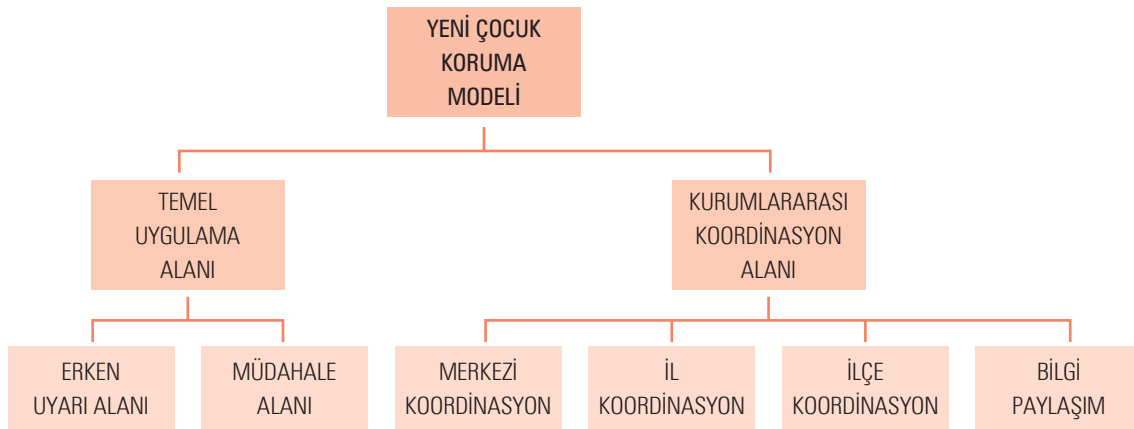 YENİ ÇOCUK
KORUMA
MODELİ
TEMEL
UYGULAMA
ALANI
KURUMLARARASI
KOORDİNASYON
ALANI
ERKEN
UYARI ALANI
MÜDAHALE
ALANI
MERKEZİ
KOORDİNASYON
İL
KOORDİNASYON
İLÇE
KOORDİNASYON
BİLGİ
PAYLAŞIM